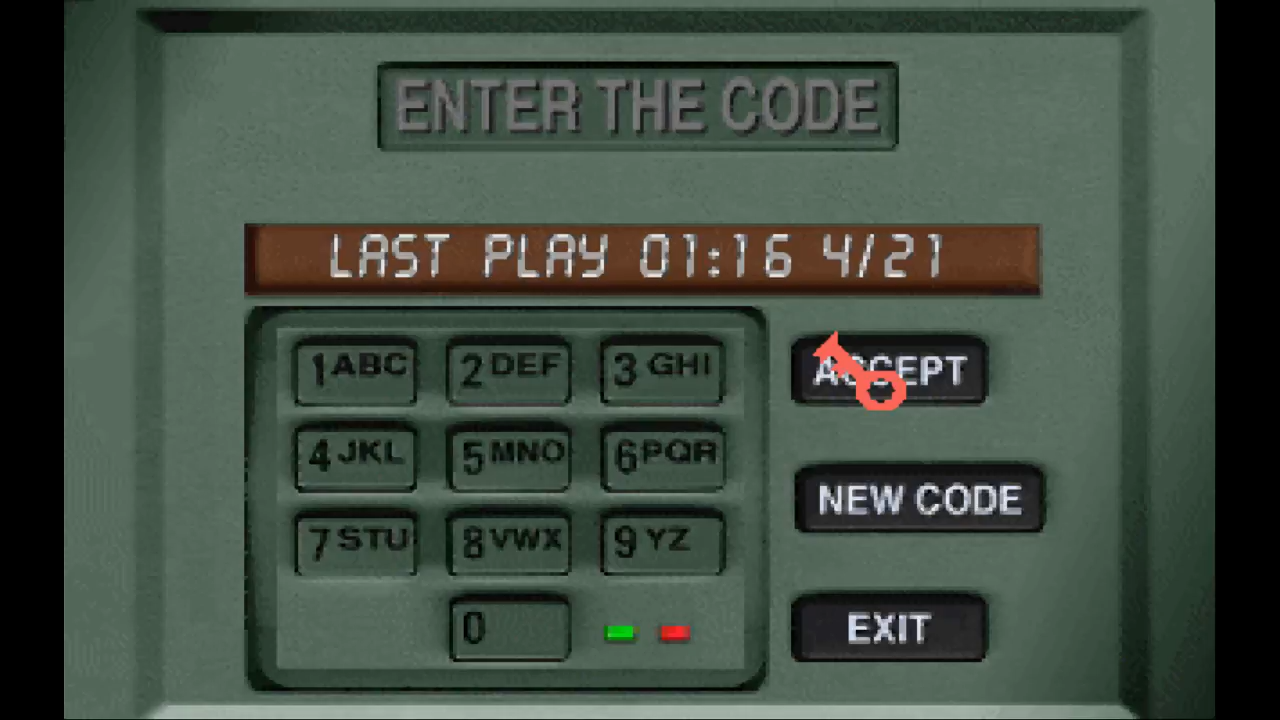 ENTER THE CODE
LAST PLAY 01:16 4/21
1ABC 2DEF 3GHI ACCEPT
4JKL 5MNO 6PQR
NEW CODE
7STU 8VWX 9YZ
0 EXIT